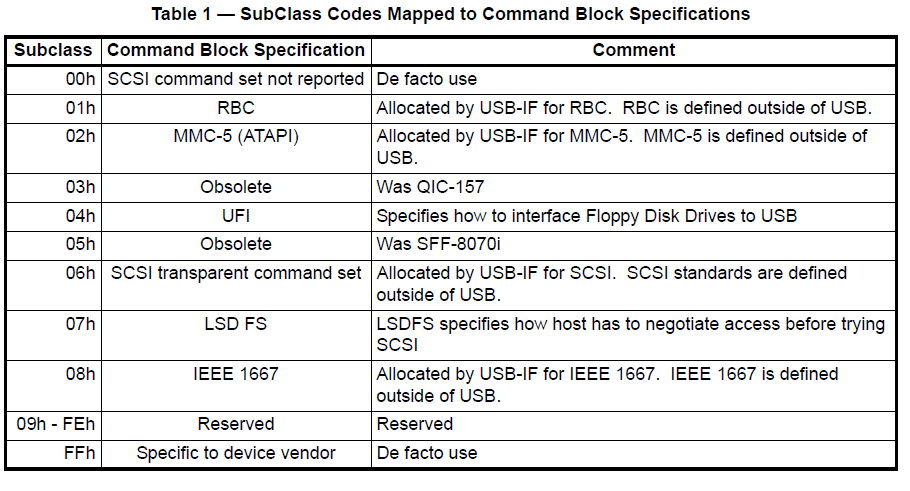 Table 1 — SubClass Codes Mapped to Command Block Specifications
Subclass Command Block Specification Comment
00h SCSI command set not reported De facto use
01h RBC Allocated by USB-IF for RBC.  RBC is defined outside of USB.
02h MMC-5 (ATAPI) Allocated by USB-IF for MMC-5.  MMC-5 is defined outside of
USB.
03h Obsolete Was QIC-157
04h UFI Specifies how to interface Floppy Disk Drives to USB
05h Obsolete Was SFF-8070i
06h SCSI transparent command set Allocated by USB-IF for SCSI.  SCSI standards are defined
outside of USB.
07h LSD FS LSDFS specifies how host has to negotiate access before trying
SCSI
08h IEEE 1667 Allocated by USB-IF for IEEE 1667.  IEEE 1667 is defined
outside of USB.
09h - FEh Reserved Reserved
FFh Specific to device vendor De facto use